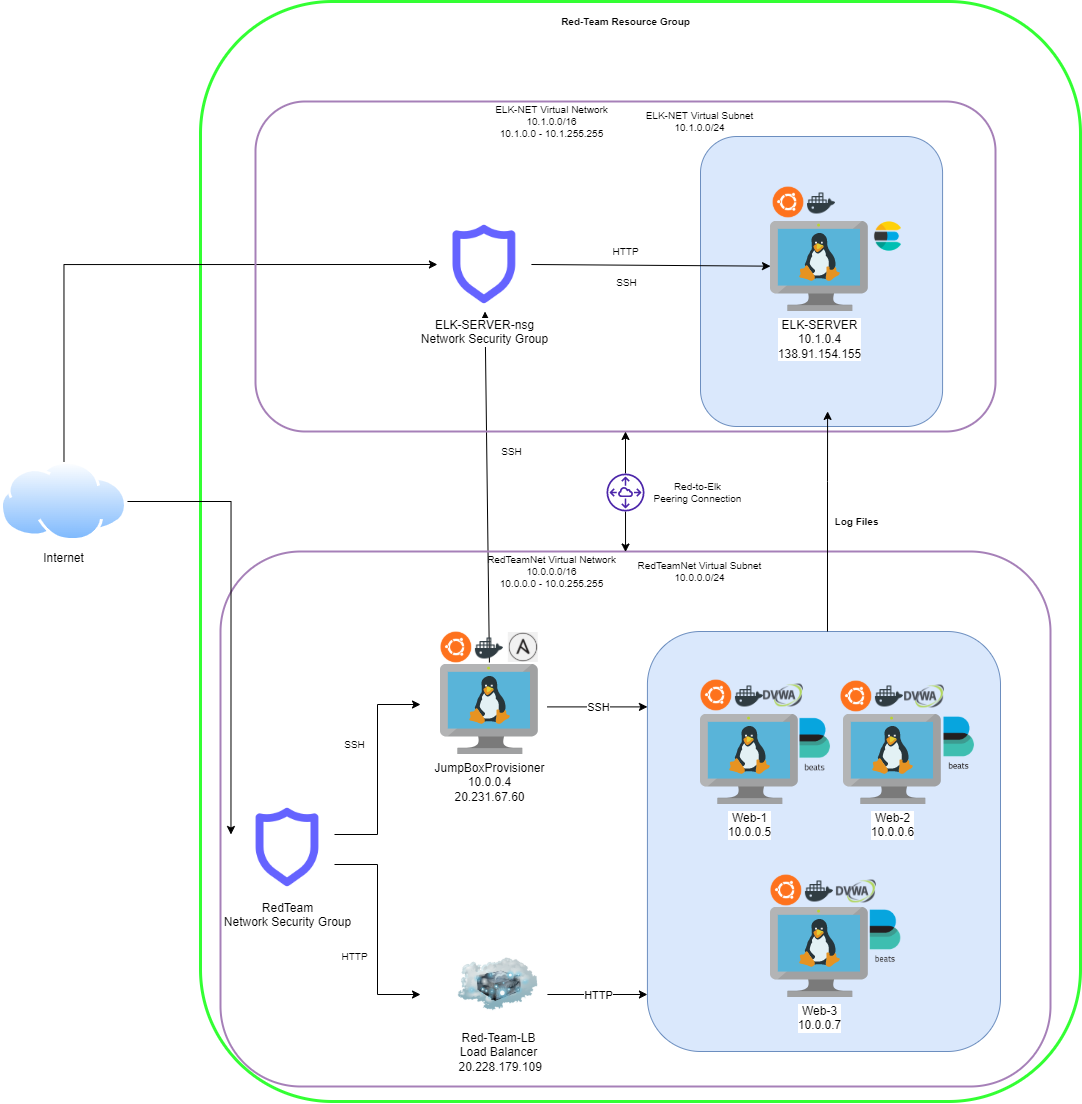 Red-Team Resource Group
ELK-NET Virtual Network
10.1.0.0/16
10.1.0.0 - 10.1.255.255
ELK-NET Virtual Subnet
10.1.0.0/24
HTTP
SSH
ELK-SERVER-nsg
Network Security Group
ELK-SERVER
10.1.0.4
138.91.154.155
SSH
Red-to-Elk
Peering Connection
Log Files
Internet
RedTeamNet Virtual Network
10.0.0.0/16
10.0.0.0 - 10.0.255.255
RedTeamNet Virtual Subnet
10.0.0.0/24
A
SSH
JumpBoxProvisioner
10.0.0.4
20.231.67.60
SSH
DVWA
beats
Web-1
10.0.0.5
DVWA
beats
Web-2
10.0.0.6
RedTeam
Network Security Group
HTTP
DVWA
beats
Web-3
10.0.0.7
HTTP
Red-Team-LB
Load Balancer
20.228.179.109